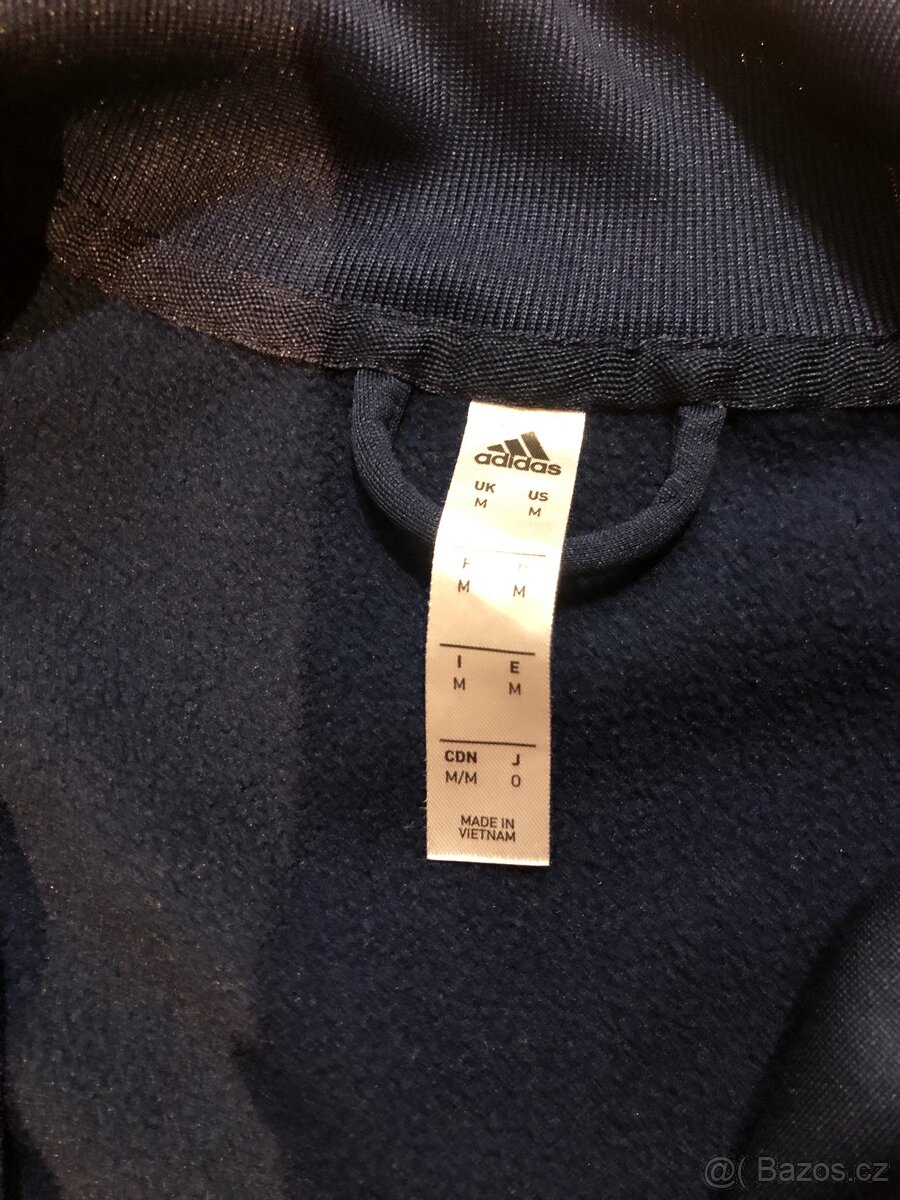 adidas
UK US
M M
F
M M
I E
M M
CDN J
M/M O
MADE IN
VIETNAM
@( Bazos.cz